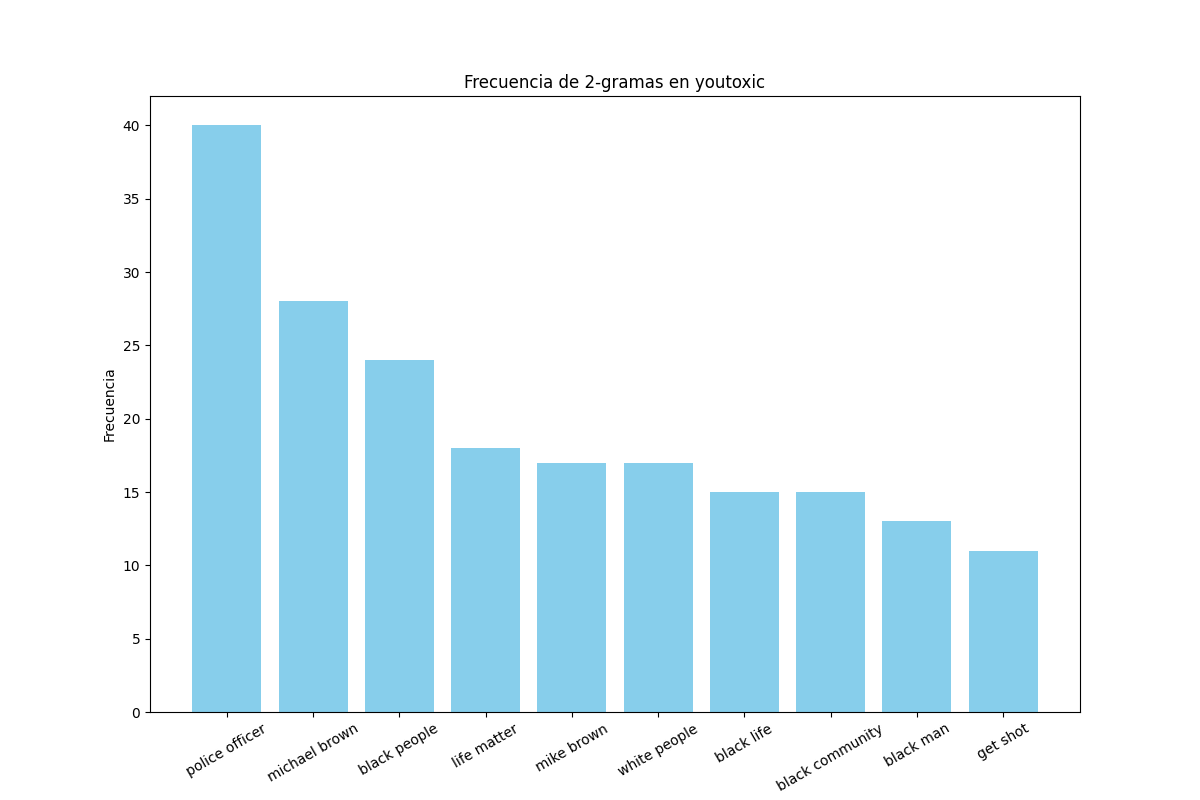 Frecuencia de 2-gramas en youtoxic
Frecuencia
40
35
30
25
20
15
10
5
0
police officer
michael brown
black people
life matter
mike brown
white people
black life
black community
black man
get shot